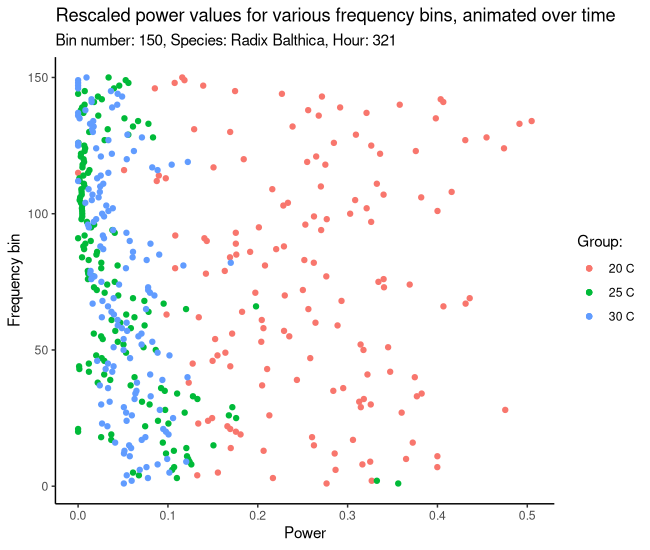 Rescaled power values for various frequency bins, animated over time
Bin number: 150, Species: Radix Balthica, Hour: 321
150
100
50
0
Frequency bin
0.0 0.1 0.2 0.3 0.4 0.5
Power
Group:
20 C
25 C
30 C